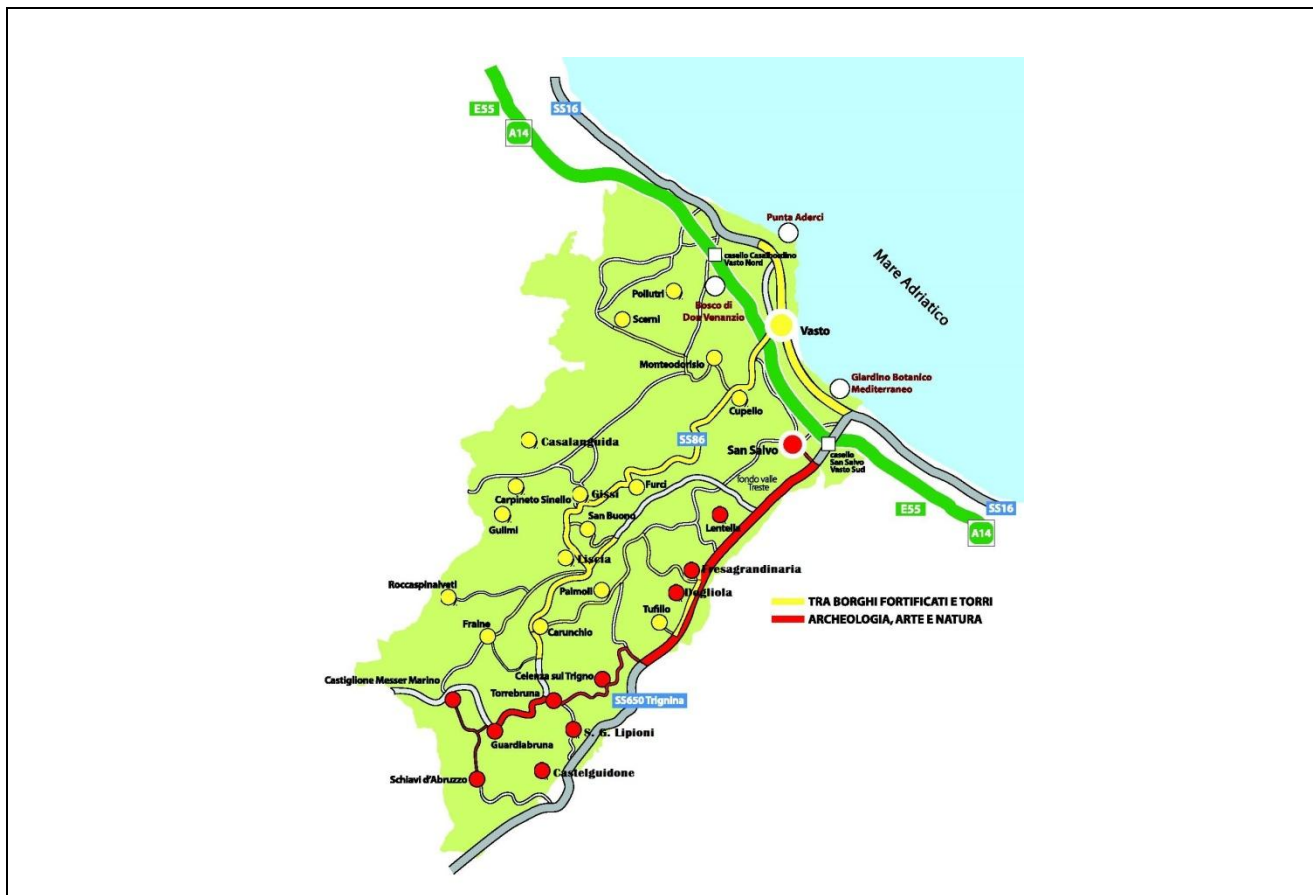 E55
SS16
A14
Punta Aderci
casello Casalbordino
Vasto Nord
Mare Adriatico
Pollutri
Bosco di
Don Venanzio
Scerni
Vasto
Monteodorisio
Giardino Botanico
Mediterraneo
Cupello
SS86
Casalanguida
San Salvo
casello
San Salvo
Vasto Sud
fondo valle
Treste
Carpineto Sinello
Gissi
Furci
Guilmi
San Buono
Lentella
E55
SS16
A14
Liscia
Fresagrandinaria
Roccaspinalveti
Palmoli
Dogliola
TRA BORGHI FORTIFICATI E TORRI
Tufillo
ARCHEOLOGIA, ARTE E NATURA
Fraine
Carunchio
Castiglione Messer Marino
Celenza sul Trigno
Torrebruna
SS650 Trignina
S. G. Lipioni
Guardiabruna
Castelguidone
Schiavi d'Abruzzo